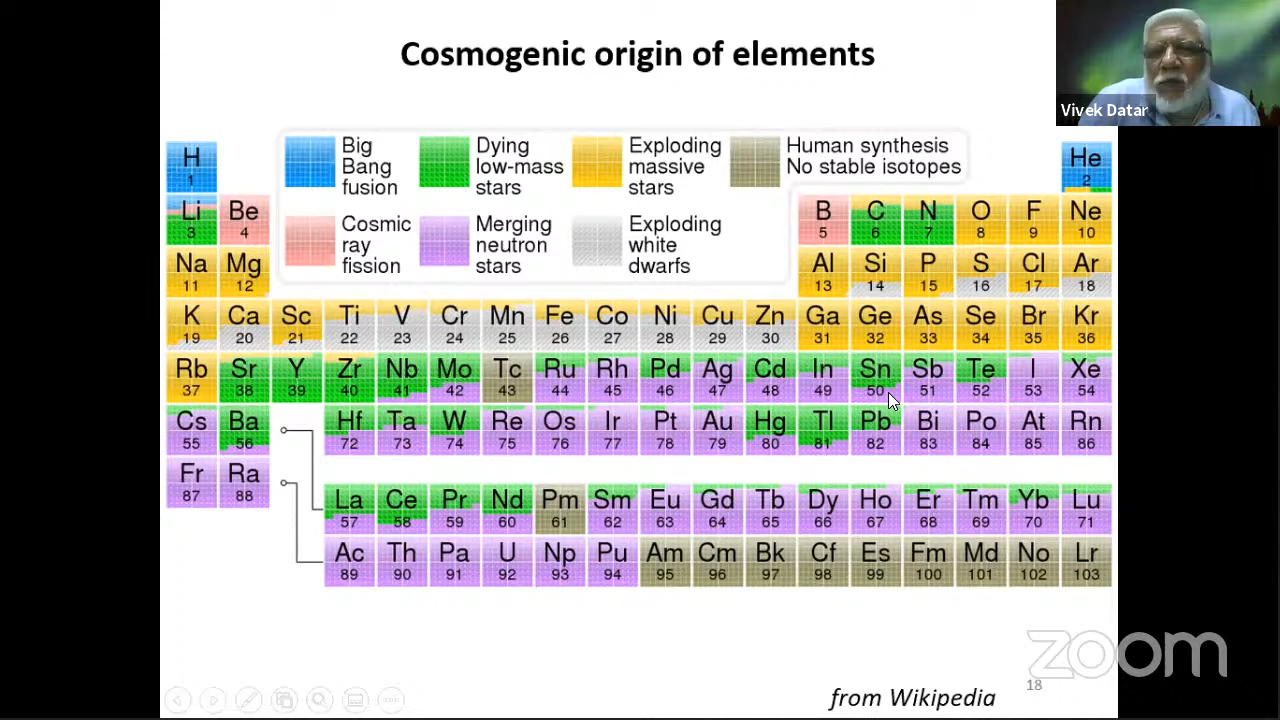 Cosmogenic origin of elements
Vivek Datar
Big
Bang
fusion
Dying
low-mass
stars
Exploding
massive
stars
Human synthesis
No stable isotopes
Cosmic
ray
fission
Merging
neutron
stars
Exploding
white
dwarfs
H He
1 2
Li Be B C N O F Ne
3 4 5 6 7 8 9 10
Na Mg Al Si P S Cl Ar
11 12 13 14 15 16 17 18
K Ca Sc Ti V Cr Mn Fe Co Ni Cu Zn Ga Ge As Se Br Kr
19 20 21 22 23 24 25 26 27 28 29 30 31 32 33 34 35 36
Rb Sr Y Zr Nb Mo Tc Ru Rh Pd Ag Cd In Sn Sb Te I Xe
37 38 39 40 41 42 43 44 45 46 47 48 49 50 51 52 53 54
Cs Ba Hf Ta W Re Os Ir Pt Au Hg Tl Pb Bi Po At Rn
55 56 72 73 74 75 76 77 78 79 80 81 82 83 84 85 86
Fr Ra
87 88
La Ce Pr Nd Pm Sm Eu Gd Tb Dy Ho Er Tm Yb Lu
57 58 59 60 61 62 63 64 65 66 67 68 69 70 71
Ac Th Pa U Np Pu Am Cm Bk Cf Es Fm Md No Lr
89 90 91 92 93 94 95 96 97 98 99 100 101 102 103
zoom
18
from Wikipedia